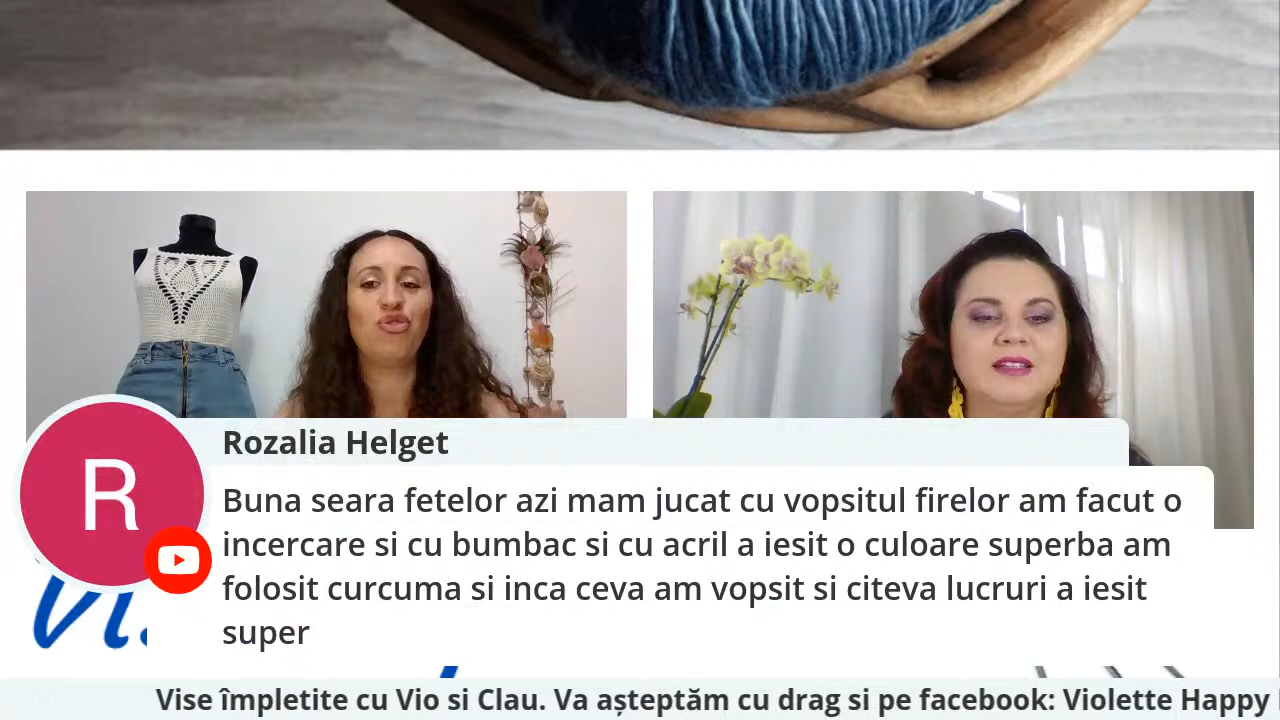 Rozalia Helget
R
Buna seara fetelor azi mam jucat cu vopsitul firelor am facut o
incercare si cu bumbac si cu acril a iesit o culoare superba am
folosit curcuma si inca ceva am vopsit si citeva lucruri a iesit
super
Vise împletite cu Vio si Clau. Va așteptăm cu drag si pe facebook: Violette Happy